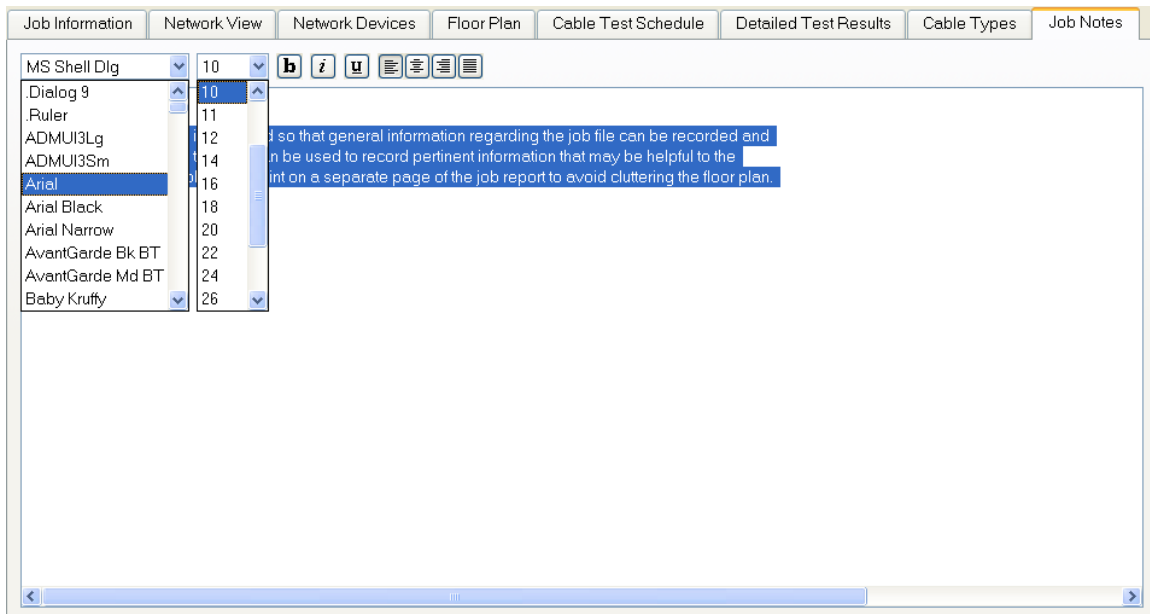 Job Information Network View Network Devices Floor Plan Cable Test Schedule Detailed Test Results Cable Types Job Notes
MS Shell Dlg 10 b i u
.Dialog 9
.Ruler
ADMUI3Lg
ADMUI3Sm
Arial
Arial Black
Arial Narrow
AvantGarde Bk BT
AvantGarde Md BT
Baby Kruffy
10
11
12
14
16
18
20
22
24
26
so that general information regarding the job file can be recorded and
be used to record pertinent information that may be helpful to the
on a separate page of the job report to avoid cluttering the floor plan.